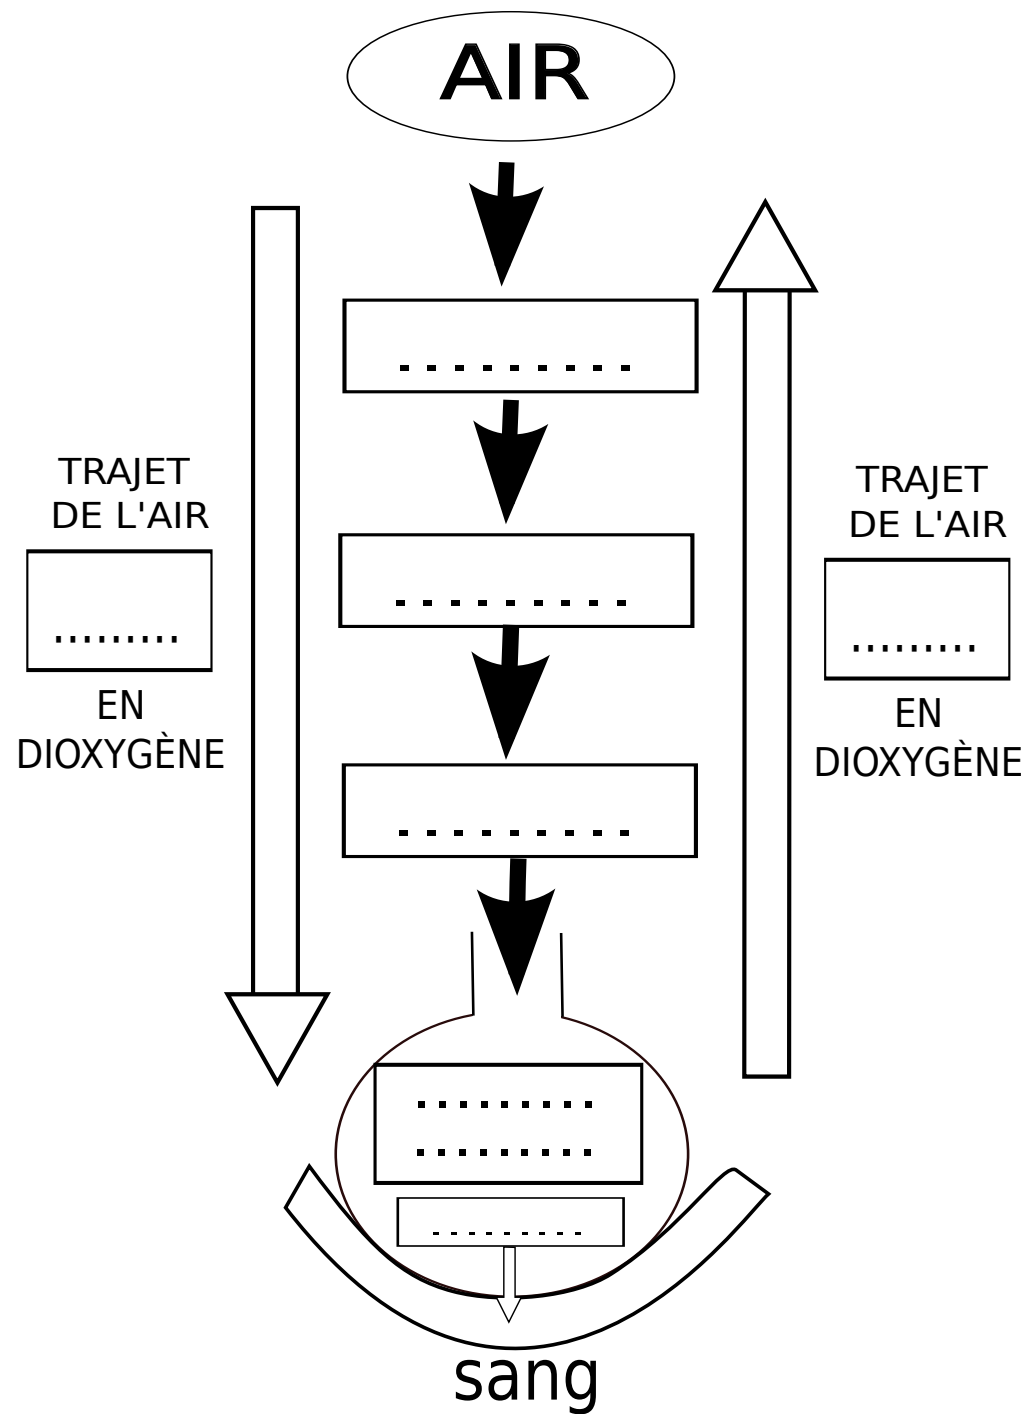 AIR
TRAJET
DE L'AIR
.........
EN
DIOXYGÈNE
.........
.........
.........
.........
.........
.........
TRAJET
DE L'AIR
.........
EN
DIOXYGÈNE
sang